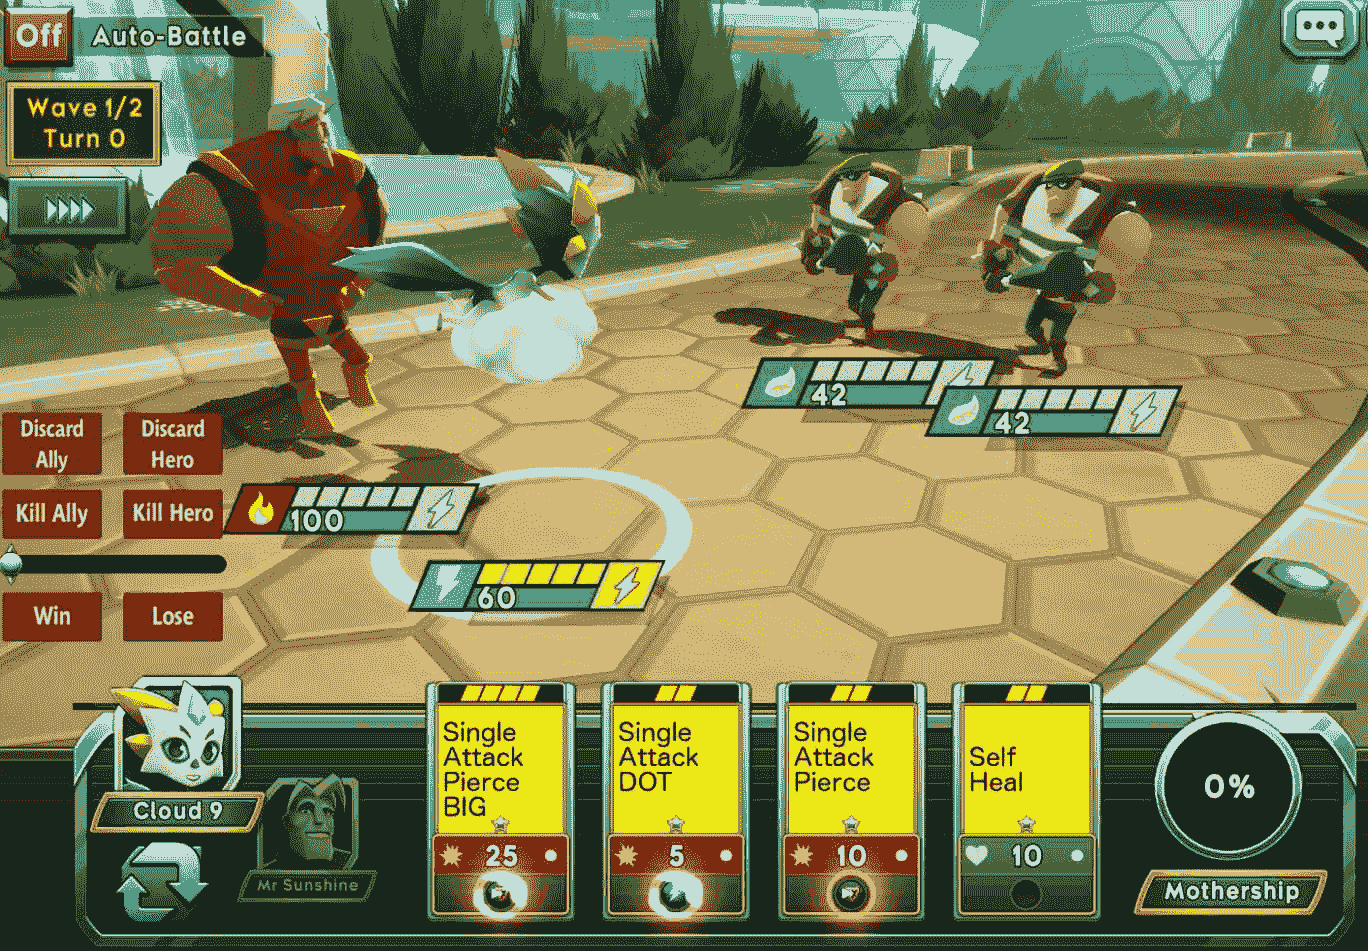 Off Auto-Battle
Wave 1/2
Turn 0
42
42
Discard
Ally
Discard
Hero
Kill Ally
Kill Hero
100
60
Win
Lose
Cloud 9
Mr Sunshine
Single
Attack
Pierce
BIG
25
Single
Attack
DOT
5
Single
Attack
Pierce
10
Self
Heal
10
0%
Mothership